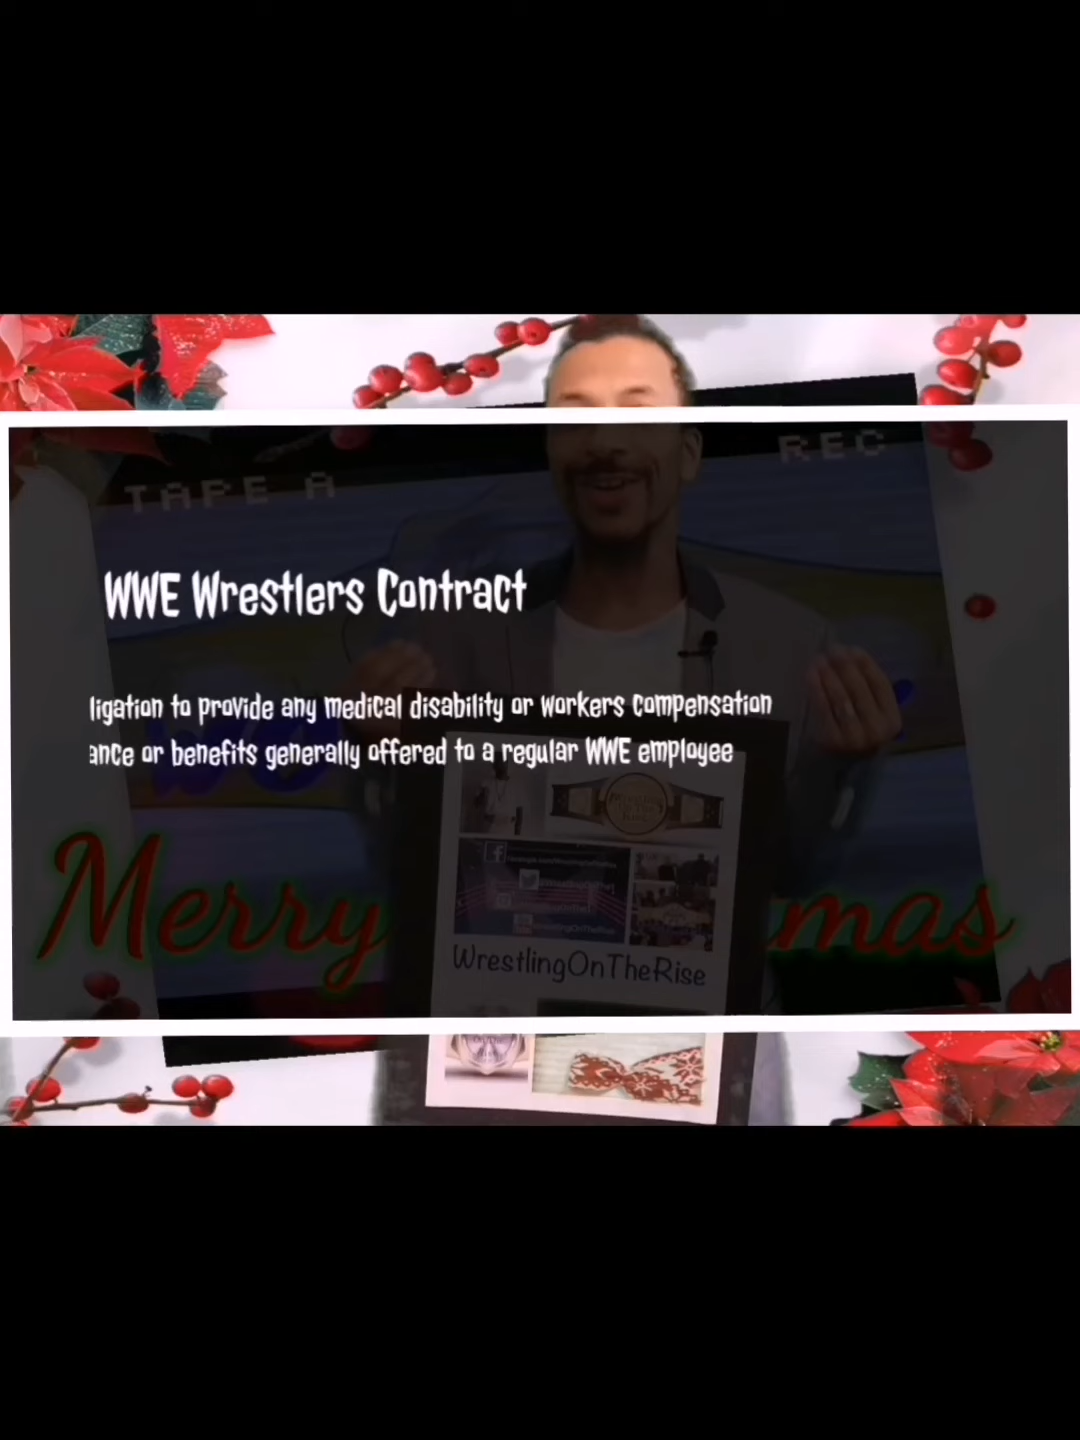 TAPE A
REC
WWE Wrestlers Contract
ligation to provide any medical disability or workers compensation
ance or benefits generally offered to a regular WWE employee
Merry mas
WrestlingOnTheRise